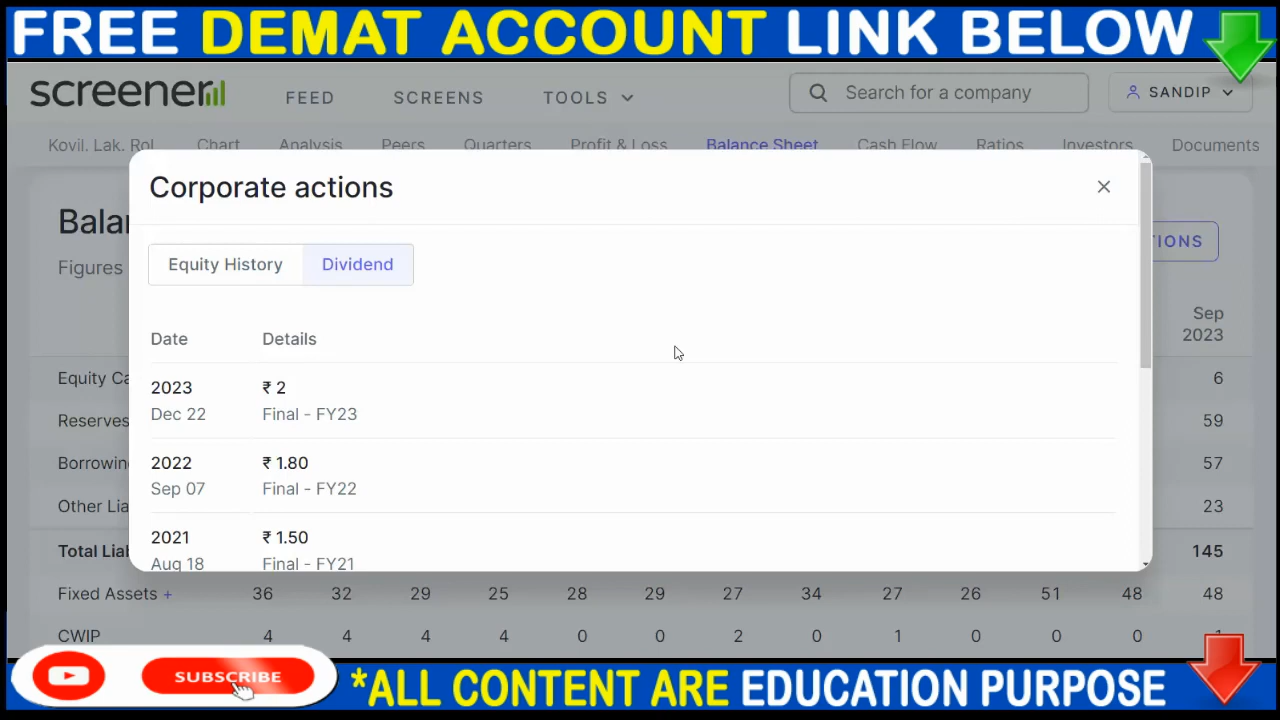 FREE DEMAT ACCOUNT LINK BELOW
screener FEED SCREENS TOOLS Search for a company SANDIP
Kovil. Lak. Rol Chart Analysis Peers Quarters Profit & Loss Balance Sheet Cash Flow Ratios Investors Documents
Corporate actions
Figures
Equity History Dividend
Sep
2023
Date Details
2023 ₹ 2
Dec 22 Final - FY23
2022 ₹ 1.80
Sep 07 Final - FY22
2021 ₹ 1.50
Aug 18 Final - FY21
6
Reserves 59
57
Other 23
Total 145
Fixed Assets + 36 32 29 25 28 29 27 34 27 26 51 48 48
CWIP 4 4 4 4 0 0 2 0 1 0 0 0 1
SUBSCRIBE
*ALL CONTENT ARE EDUCATION PURPOSE